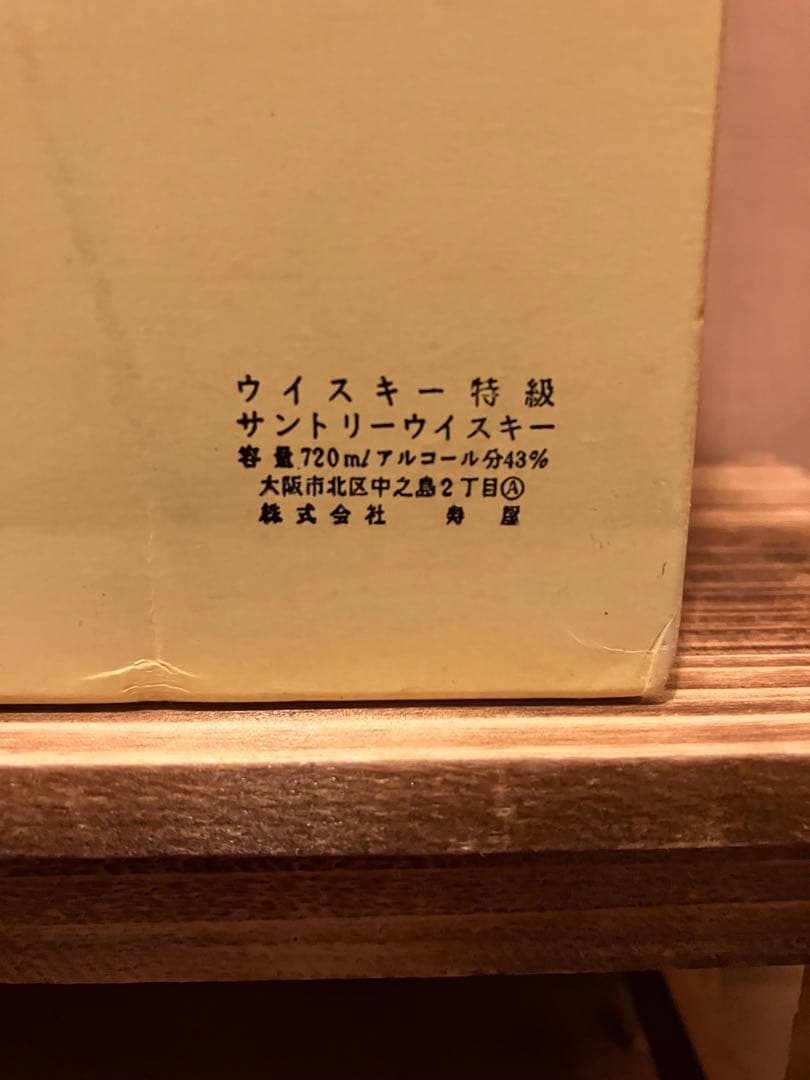 ウイスキー特級
サントリーウイスキー
容量720ml アルコール分43%
大阪市北区中之島2丁目Ⓐ
株式会社 寿屋